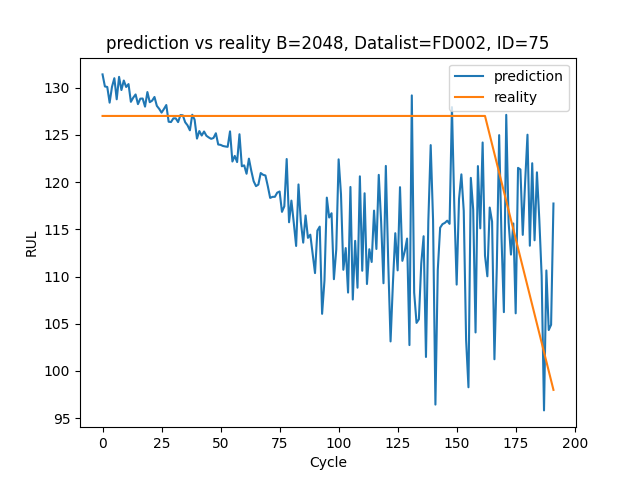 prediction vs reality B=2048, Datalist=FD002, ID=75
prediction
reality
RUL
130
125
120
115
110
105
100
95
0 25 50 75 100 125 150 175 200
Cycle